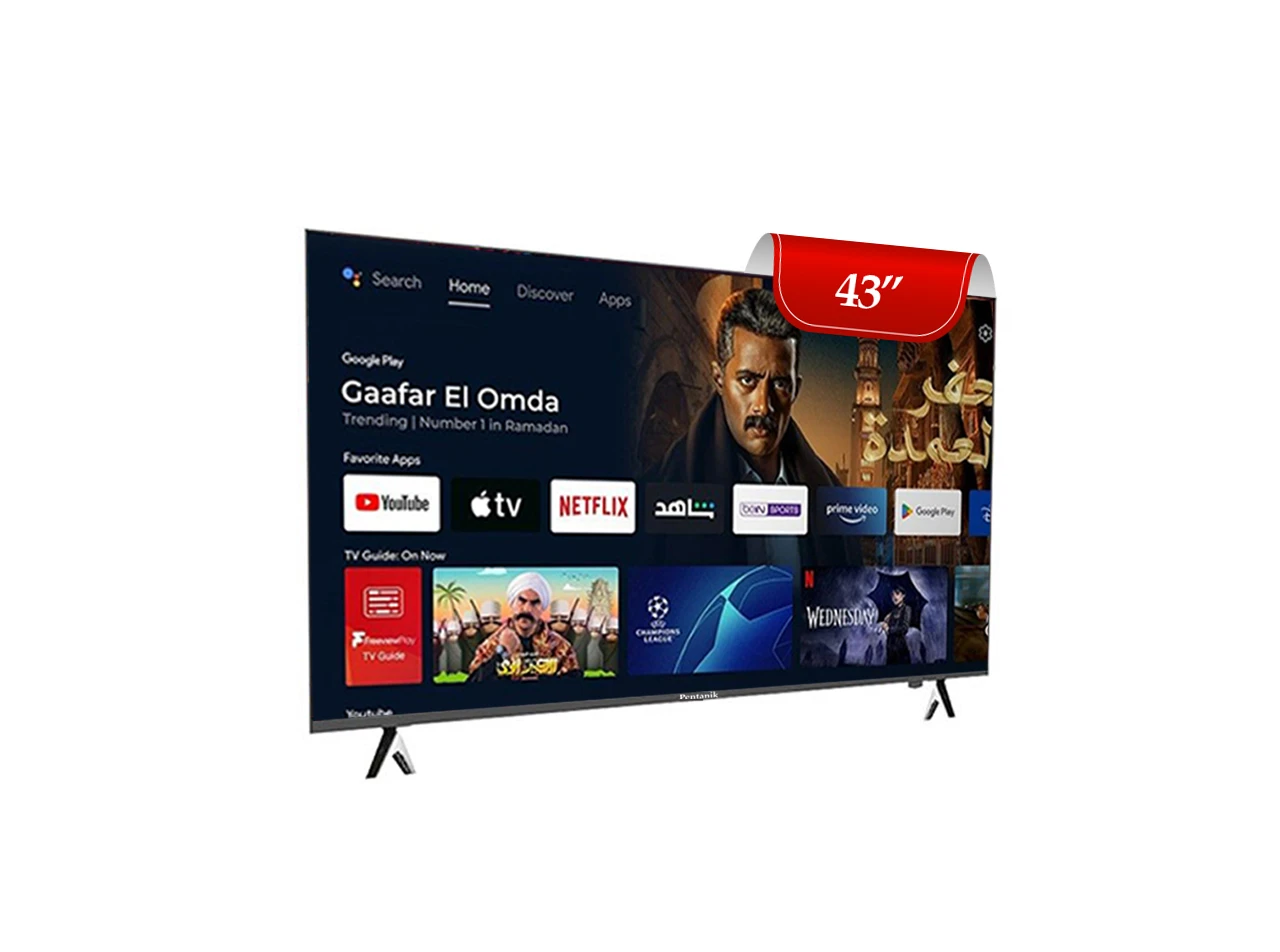 43"
Search Home Discover Apps
Google Play
Gaafar El Omda
Trending | Number 1 in Ramadan
جعفر
العمدة
Favorite Apps
YouTube tv NETFLIX شاهد beIN SPORTS prime video Google Play
TV Guide: On Now
FreeviewPlay
TV Guide
CHAMPIONS
LEAGUE
N
WEDNESDAY
Youtube
Pentanik